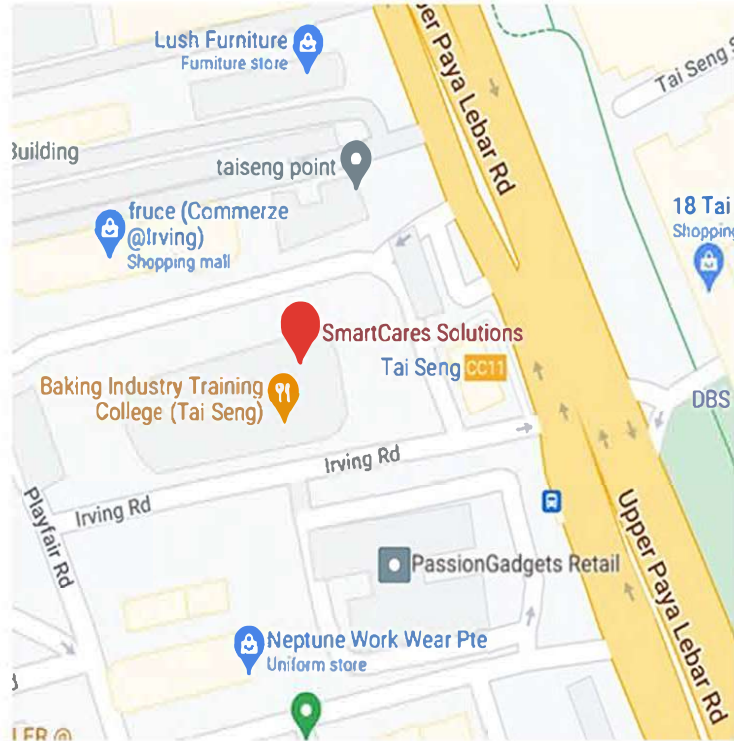 Lush Furniture
Furniture store
Upper Paya Lebar Rd
Tai Seng
Building
taiseng point
fruce (Commerze
@Irving)
Shopping mall
18 Tai
Shopping
SmartCares Solutions
Tai Seng CC11
Baking Industry Training
College (Tai Seng)
DBS
Irving Rd
Irving Rd
Playfair Rd
Upper Paya Lebar Rd
PassionGadgets Retail
Neptune Work Wear Pte
Uniform store
LER @